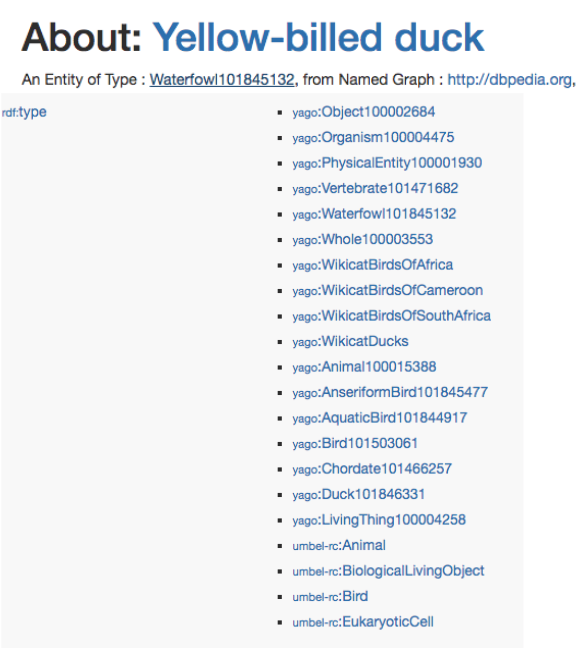 About: Yellow-billed duck
An Entity of Type : Waterfowl101845132, from Named Graph : http://dbpedia.org,
rdf:type
▪ yago:Object100002684
▪ yago:Organism100004475
▪ yago:PhysicalEntity100001930
▪ yago:Vertebrate101471682
▪ yago:Waterfowl101845132
▪ yago:Whole100003553
▪ yago:WikicatBirdsOfAfrica
▪ yago:WikicatBirdsOfCameroon
▪ yago:WikicatBirdsOfSouthAfrica
▪ yago:WikicatDucks
▪ yago:Animal100015388
▪ yago:AnseriformBird101845477
▪ yago:AquaticBird101844917
▪ yago:Bird101503061
▪ yago:Chordate101466257
▪ yago:Duck101846331
▪ yago:LivingThing100004258
▪ umbel-rc:Animal
▪ umbel-rc:BiologicalLivingObject
▪ umbel-rc:Bird
▪ umbel-rc:EukaryoticCell